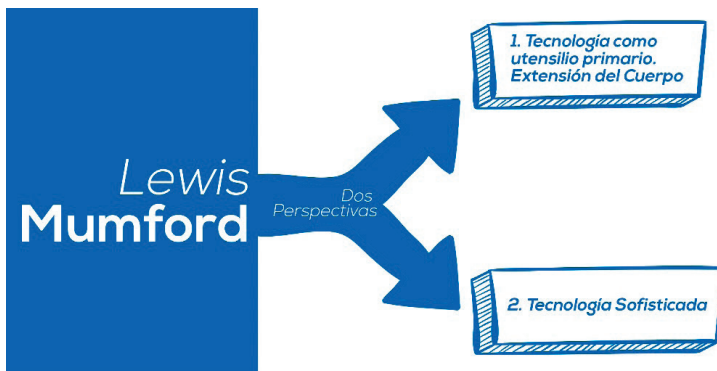 Lewis
Mumford
Dos
Perspectivas
1. Tecnología como
utensilio primario.
Extensión del Cuerpo
2. Tecnología Sofisticada